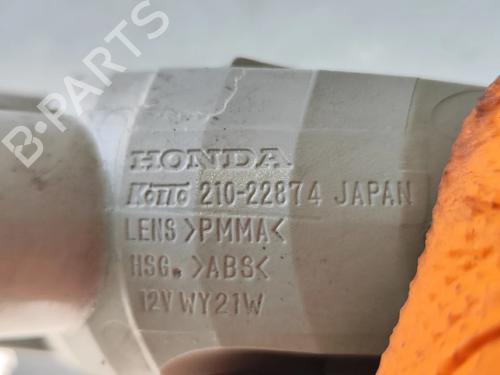 B-PARTS
HONDA
Koito 210-22874 JAPAN
LENS >PMMA<
HSG. >ABS<
12V WY21W